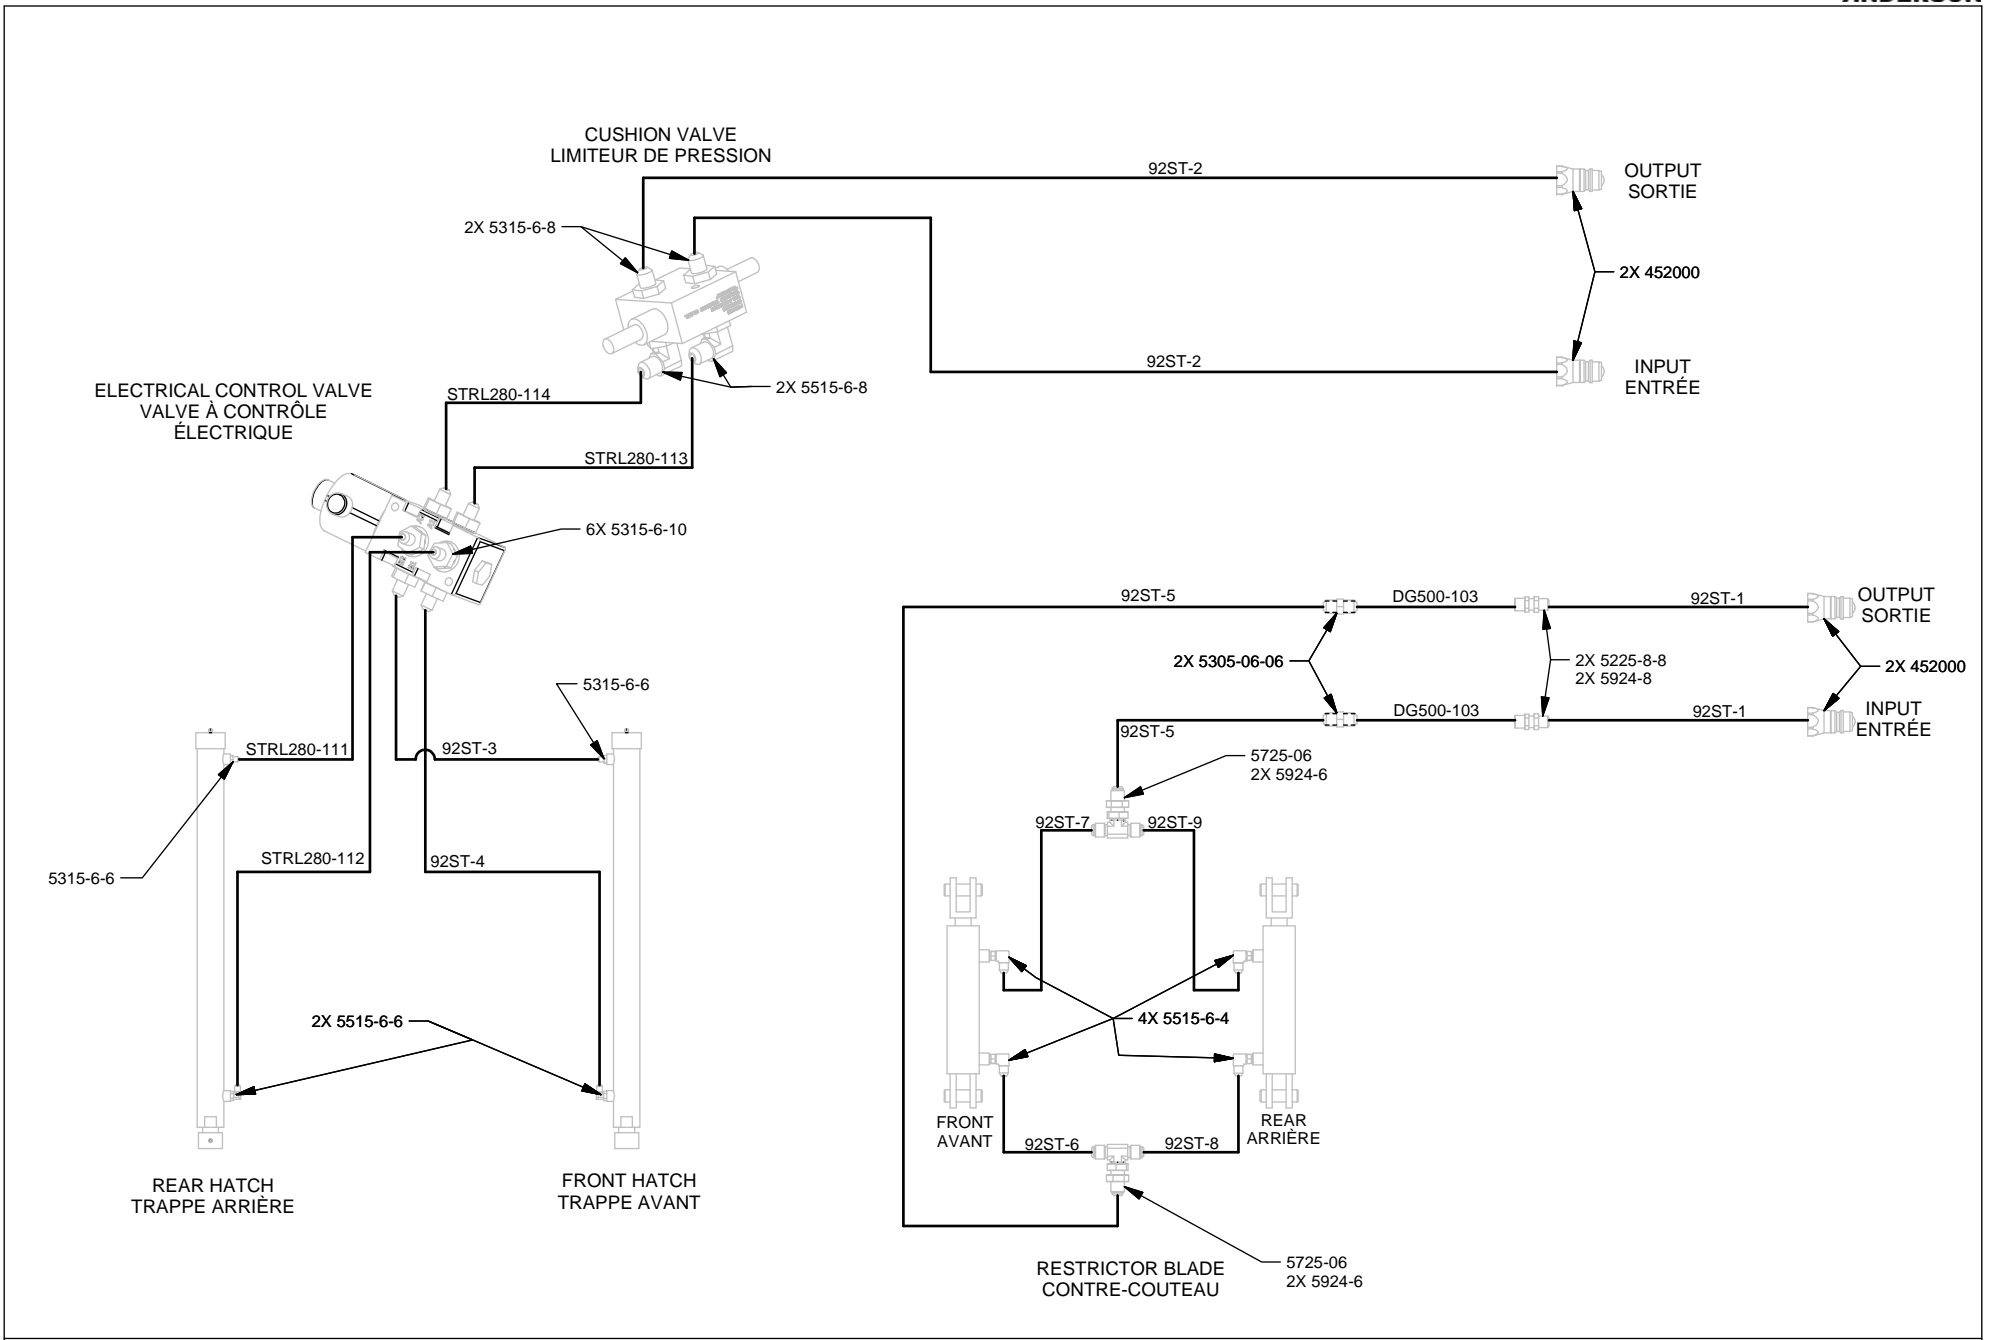 ANDERSON
CUSHION VALVE
LIMITEUR DE PRESSION
92ST-2
OUTPUT
SORTIE
2X 5315-6-8
2X 452000
92ST-2
INPUT
ENTRÉE
2X 5515-6-8
ELECTRICAL CONTROL VALVE
VALVE À CONTRÔLE
ÉLECTRIQUE
STRL280-114
STRL280-113
6X 5315-6-10
92ST-5
DG500-103
92ST-1
OUTPUT
SORTIE
2X 5305-06-06
2X 5225-8-8
2X 5924-8
2X 452000
92ST-5
DG500-103
92ST-1
INPUT
ENTRÉE
5315-6-6
STRL280-111
92ST-3
5725-06
2X 5924-6
92ST-7
92ST-9
STRL280-112
92ST-4
5315-6-6
2X 5515-6-6
4X 5515-6-4
FRONT
AVANT
REAR
ARRIÈRE
92ST-6
92ST-8
REAR HATCH
TRAPPE ARRIÈRE
FRONT HATCH
TRAPPE AVANT
RESTRICTOR BLADE
CONTRE-COUTEAU
5725-06
2X 5924-6